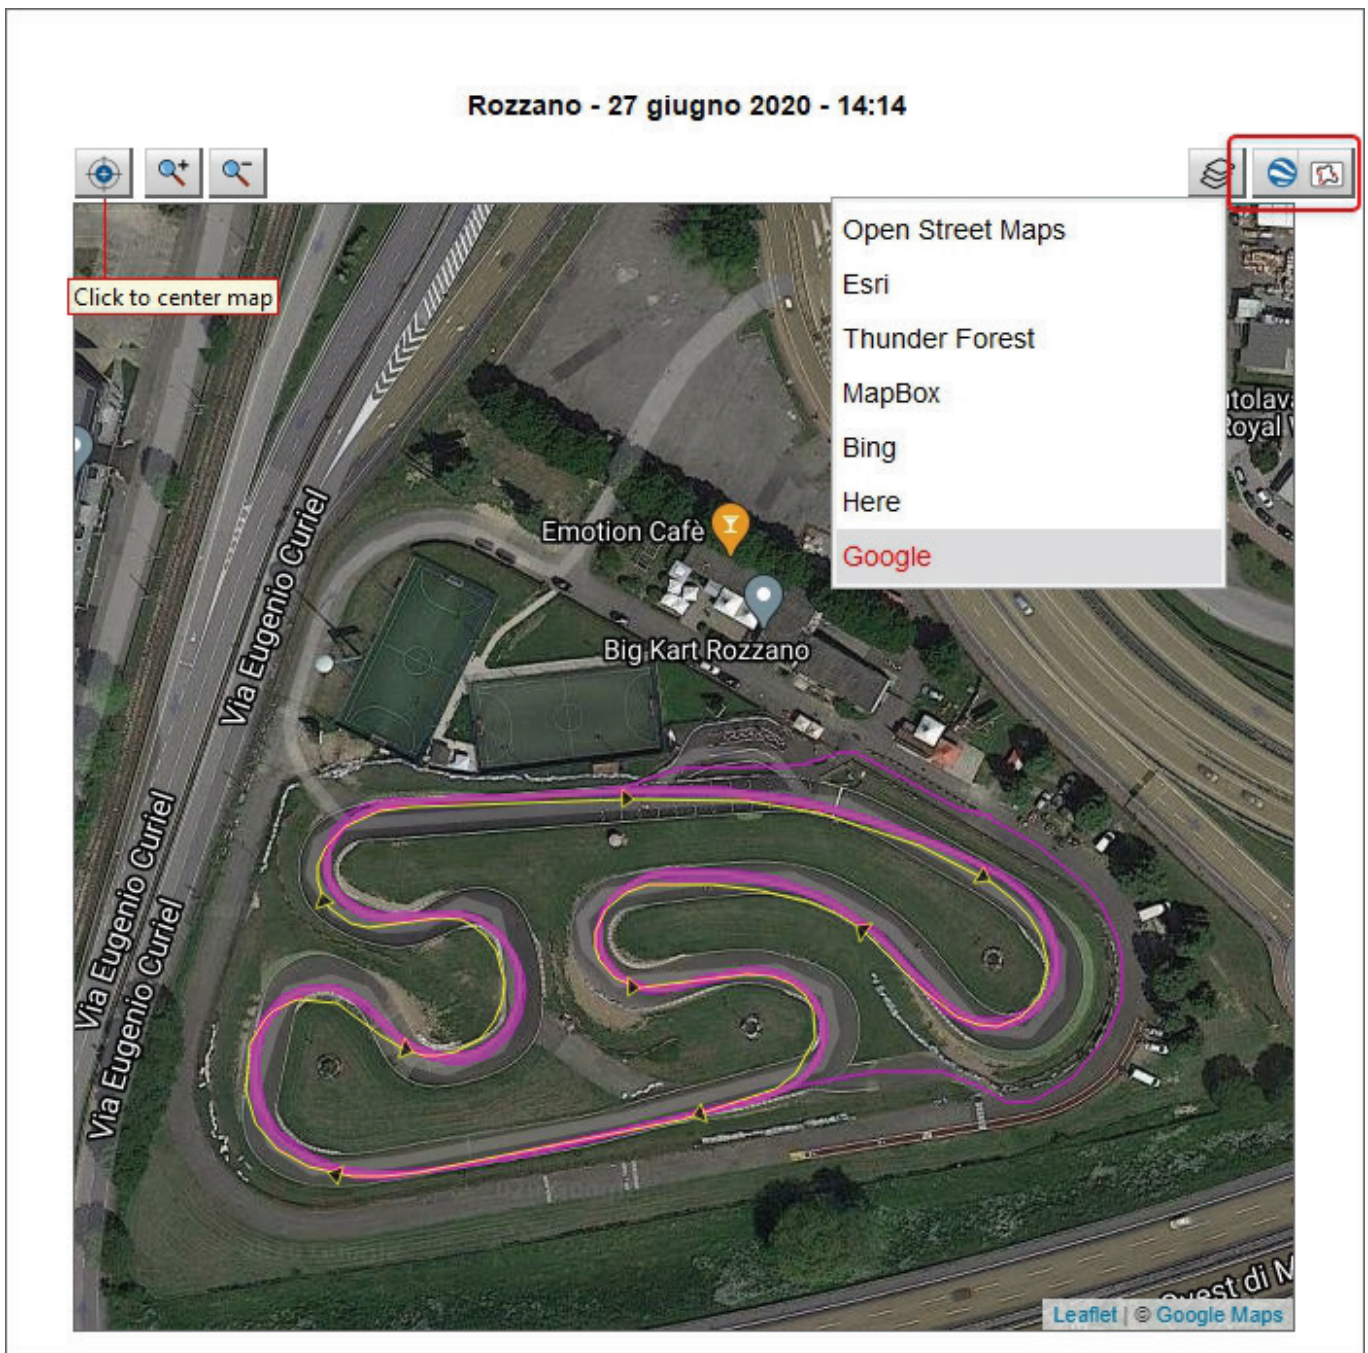 Rozzano - 27 giugno 2020 - 14:14
Click to center map
Open Street Maps
Esri
Thunder Forest
MapBox
Bing
Here
Google
Emotion Cafè
Big Kart Rozzano
Via Eugenio Curiel
Via Eugenio Curiel
Via Eugenio Curiel
Leaflet | © Google Maps